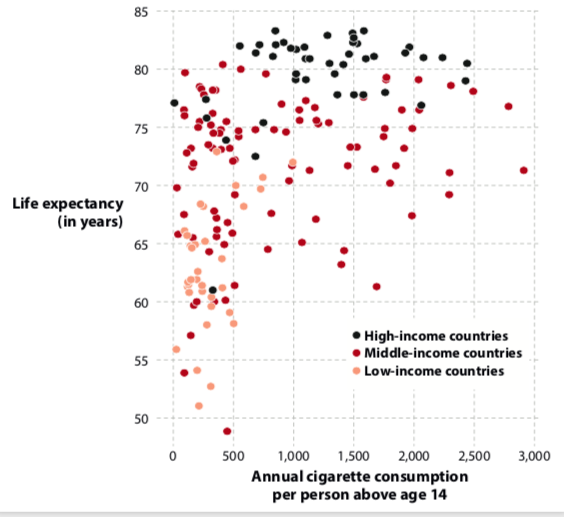 85
80
75
70
65
60
55
50
Life expectancy
(in years)
High-income countries
Middle-income countries
Low-income countries
0 500 1,000 1,500 2,000 2,500 3,000
Annual cigarette consumption
per person above age 14